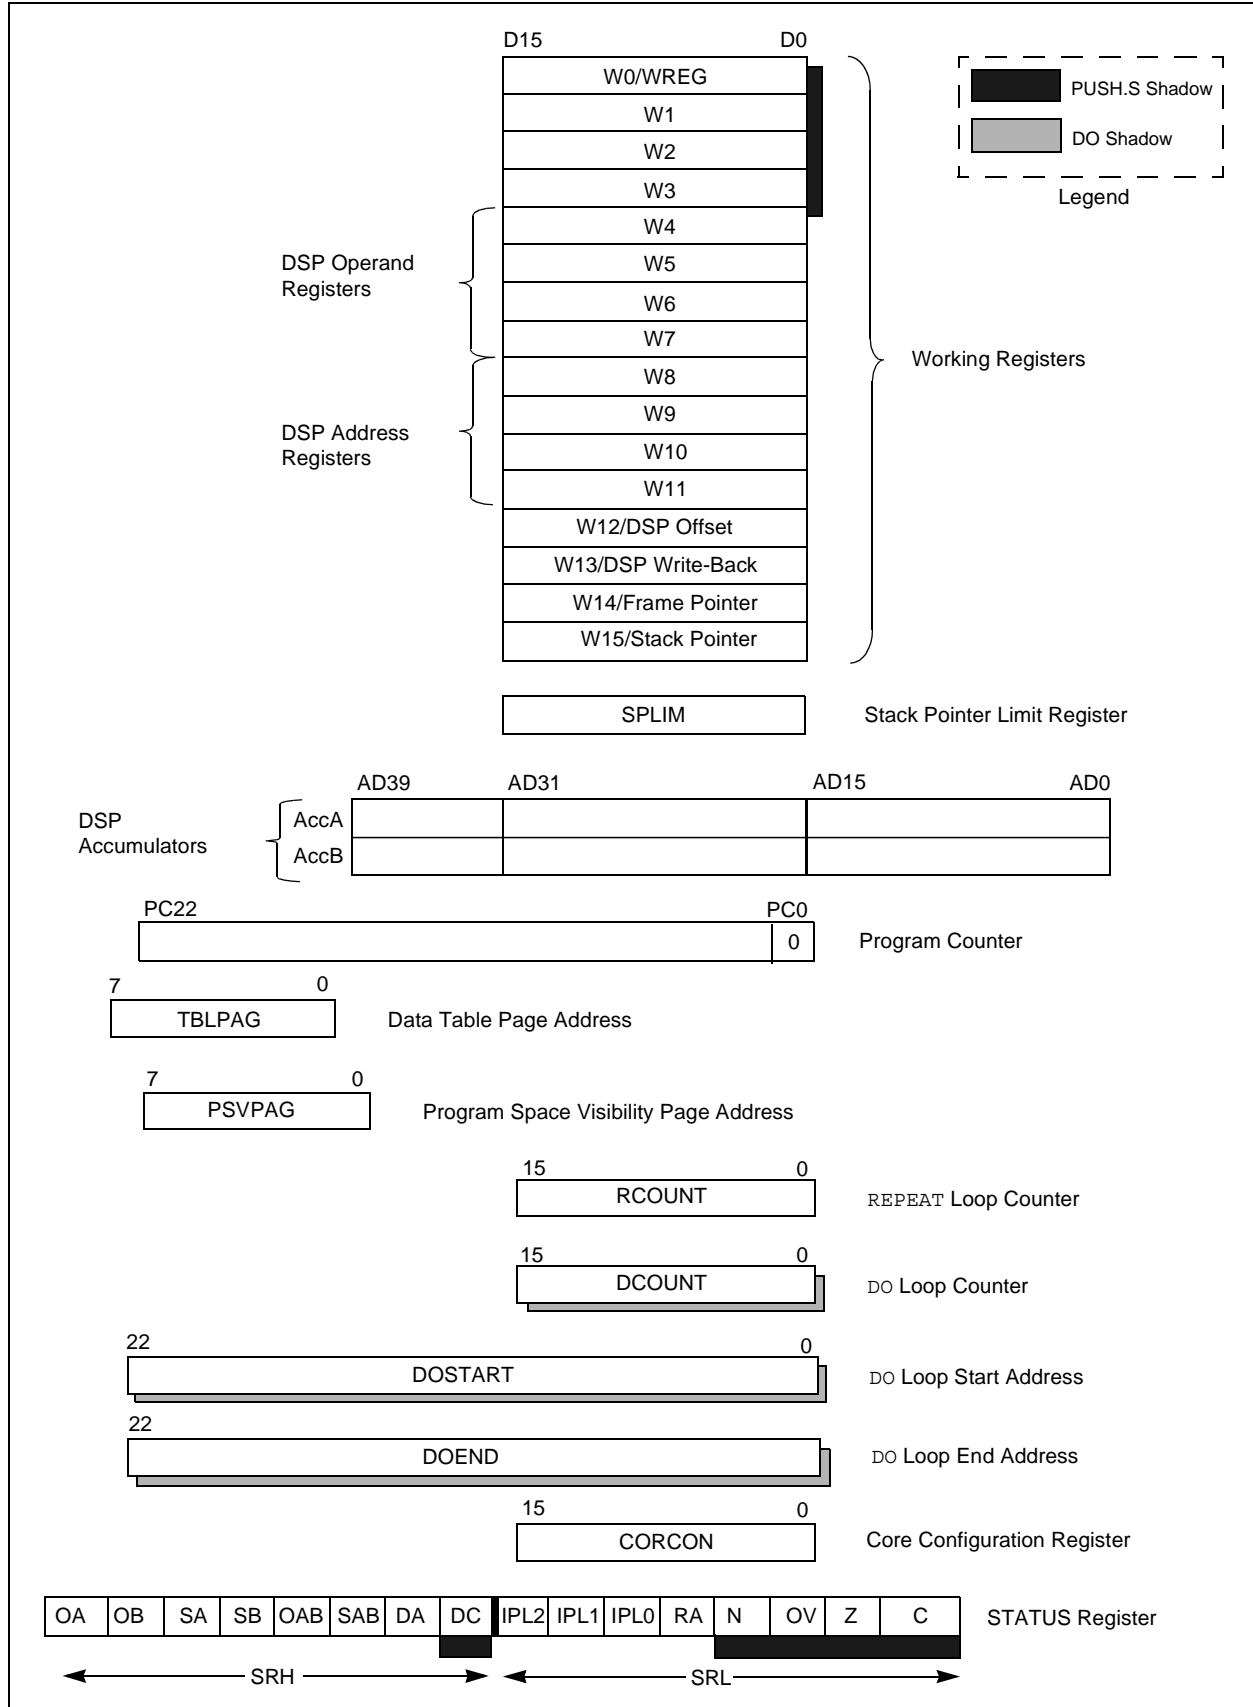 D15 D0
W0/WREG
W1
W2
W3
W4
W5
W6
W7
W8
W9
W10
W11
W12/DSP Offset
W13/DSP Write-Back
W14/Frame Pointer
W15/Stack Pointer
PUSH.S Shadow
DO Shadow
Legend
DSP Operand
Registers
DSP Address
Registers
Working Registers
SPLIM Stack Pointer Limit Register
AD39 AD31 AD15 AD0
DSP
Accumulators
AccA
AccB
PC22 PC0
0 Program Counter
7 0
TBLPAG Data Table Page Address
7 0
PSVPAG Program Space Visibility Page Address
15 0
RCOUNT REPEAT Loop Counter
15 0
DCOUNT DO Loop Counter
22 0
DOSTART DO Loop Start Address
22
DOEND DO Loop End Address
15 0
CORCON Core Configuration Register
OA OB SA SB OAB SAB DA DC IPL2 IPL1 IPL0 RA N OV Z C STATUS Register
SRH SRL